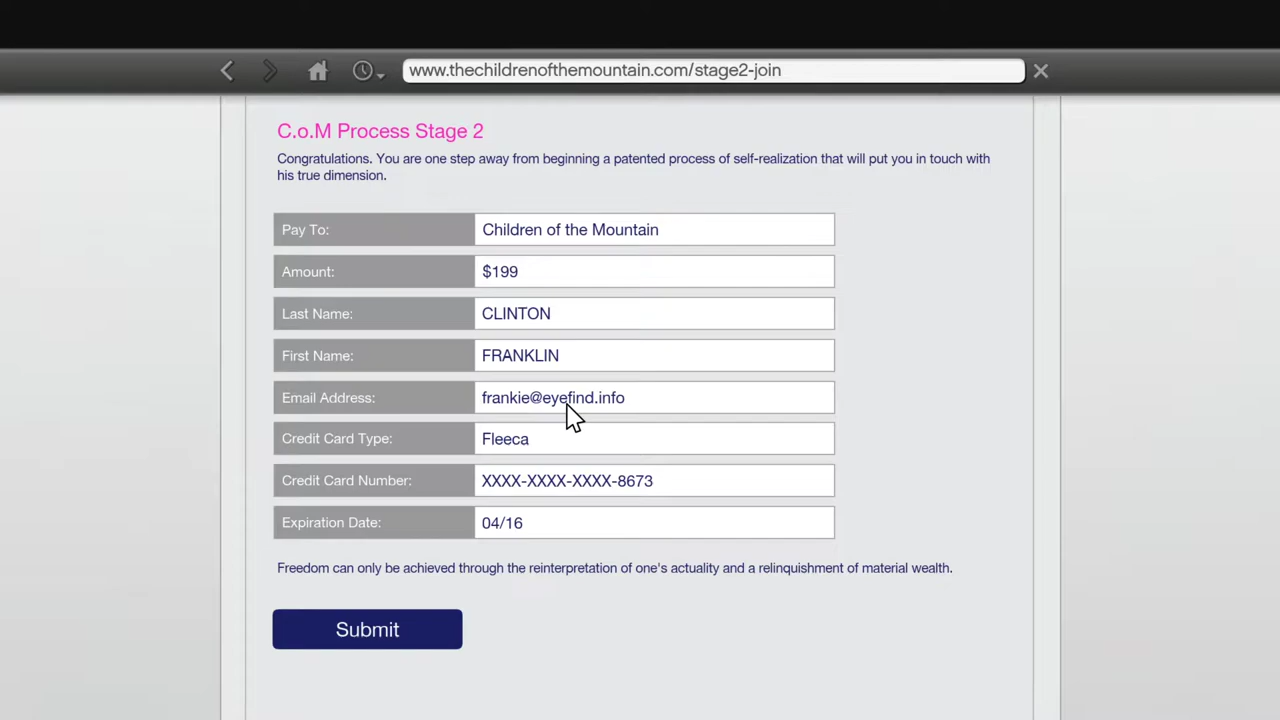 www.thechildrenofthemountain.com/stage2-join
C.o.M Process Stage 2
Congratulations. You are one step away from beginning a patented process of self-realization that will put you in touch with
his true dimension.
Pay To: Children of the Mountain
Amount: $199
Last Name: CLINTON
First Name: FRANKLIN
Email Address: frankie@eyefind.info
Credit Card Type: Fleeca
Credit Card Number: XXXX-XXXX-XXXX-8673
Expiration Date: 04/16
Freedom can only be achieved through the reinterpretation of one's actuality and a relinquishment of material wealth.
Submit